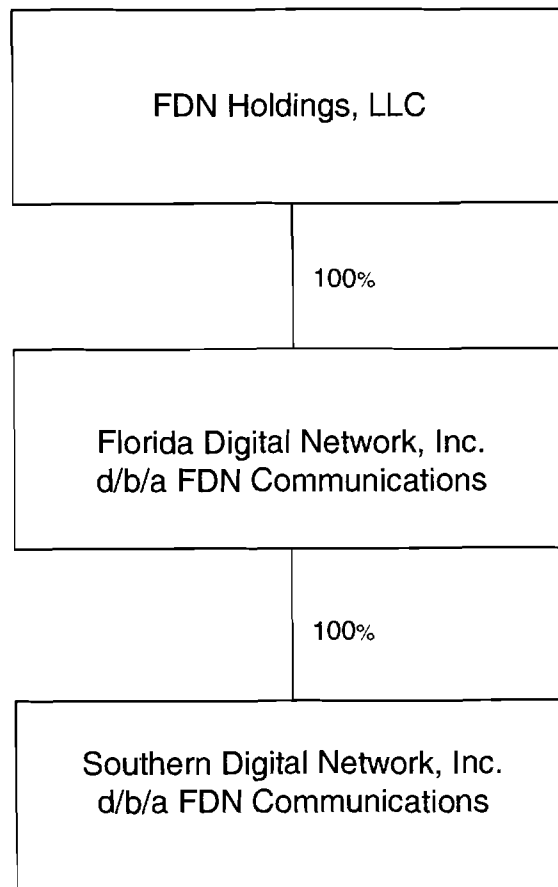 FDN Holdings, LLC
100%
Florida Digital Network, Inc.
d/b/a FDN Communications
100%
Southern Digital Network, Inc.
d/b/a FDN Communications